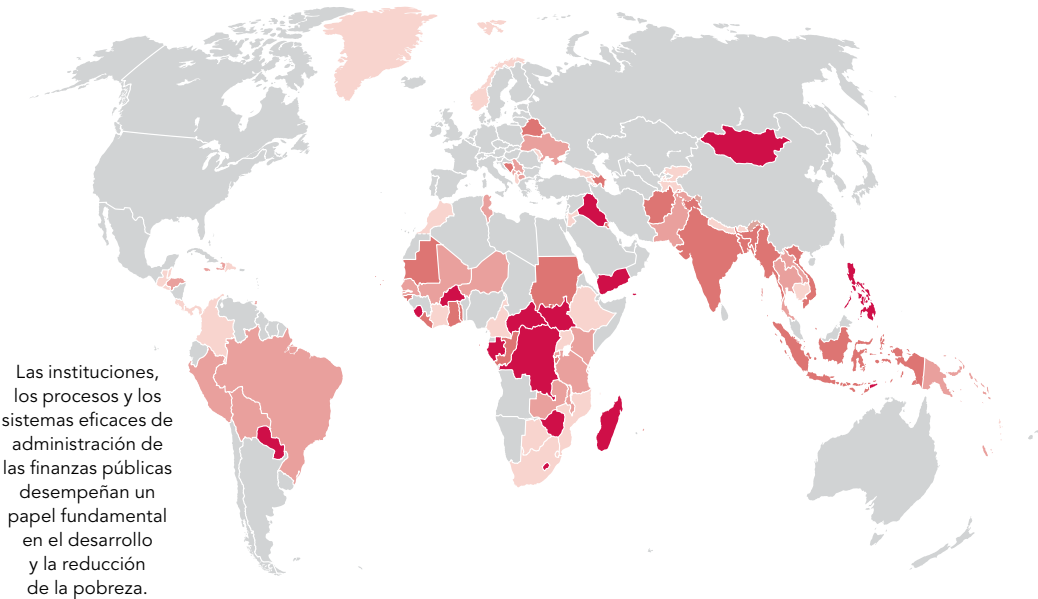 Las instituciones,
los procesos y los
sistemas eficaces de
administración de
las finanzas públicas
desempeñan un
papel fundamental
en el desarrollo
y la reducción
de la pobreza.